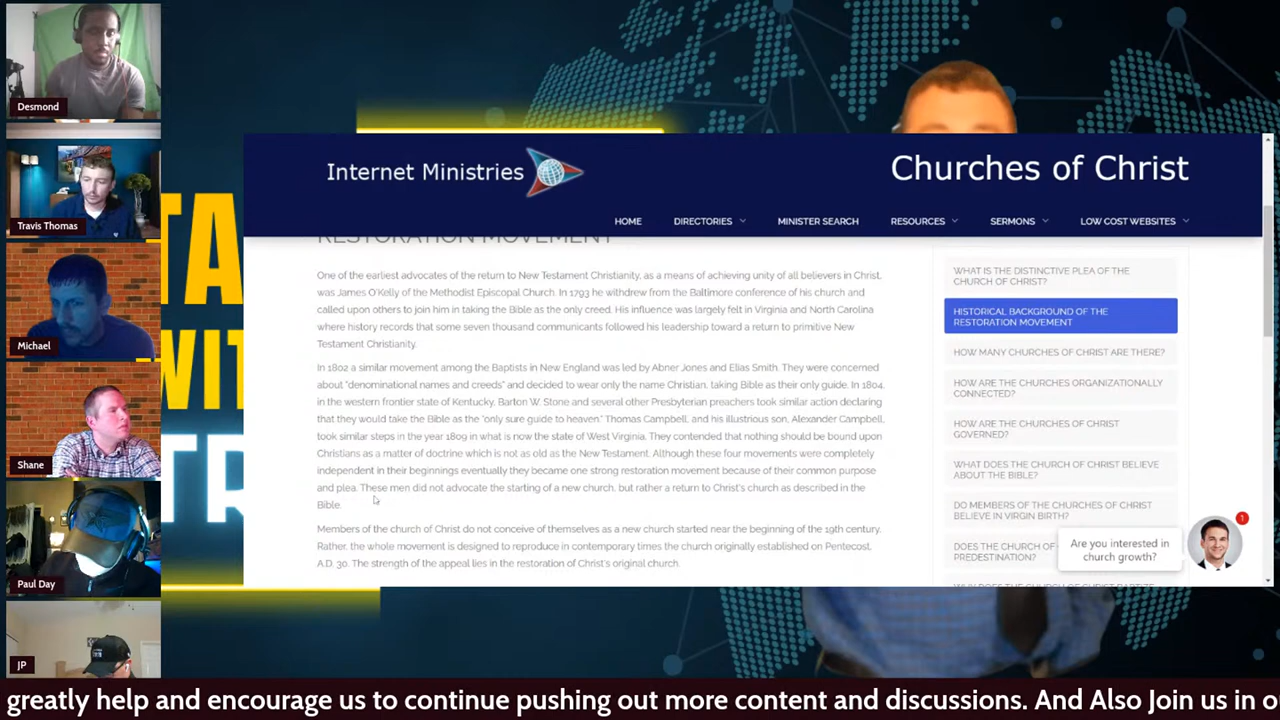 Desmond
Travis Thomas
Michael
Shane
Paul Day
JP
TA
WIT
STR
Internet Ministries
Churches of Christ
HOME DIRECTORIES MINISTER SEARCH RESOURCES SERMONS LOW COST WEBSITES
RESTORATION MOVEMENT
One of the earliest advocates of the return to New Testament Christianity, as a means of achieving unity of all believers in Christ,
was James O'Kelly of the Methodist Episcopal Church. In 1793 he withdrew from the Baltimore conference of his church and
called upon others to join him in taking the Bible as the only creed. His influence was largely felt in Virginia and North Carolina
where history records that some seven thousand communicants followed his leadership toward a return to primitive New
Testament Christianity.
In 1802 a similar movement among the Baptists in New England was led by Abner Jones and Elias Smith. They were concerned
about "denominational names and creeds" and decided to wear only the name Christian, taking Bible as their only guide. In 1804,
in the western frontier state of Kentucky, Barton W. Stone and several other Presbyterian preachers took similar action declaring
that they would take the Bible as the "only sure guide to heaven." Thomas Campbell, and his illustrious son, Alexander Campbell,
took similar steps in the year 1809 in what is now the state of West Virginia. They contended that nothing should be bound upon
Christians as a matter of doctrine which is not as old as the New Testament. Although these four movements were completely
independent in their beginnings eventually they became one strong restoration movement because of their common purpose
and plea. These men did not advocate the starting of a new church, but rather a return to Christ's church as described in the
Bible.
Members of the church of Christ do not conceive of themselves as a new church started near the beginning of the 19th century.
Rather, the whole movement is designed to reproduce in contemporary times the church originally established on Pentecost,
A.D. 30. The strength of the appeal lies in the restoration of Christ's original church.
WHAT IS THE DISTINCTIVE PLEA OF THE
CHURCH OF CHRIST?
HISTORICAL BACKGROUND OF THE
RESTORATION MOVEMENT
HOW MANY CHURCHES OF CHRIST ARE THERE?
HOW ARE THE CHURCHES ORGANIZATIONALLY
CONNECTED?
HOW ARE THE CHURCHES OF CHRIST
GOVERNED?
WHAT DOES THE CHURCH OF CHRIST BELIEVE
ABOUT THE BIBLE?
DO MEMBERS OF THE CHURCHES OF CHRIST
BELIEVE IN VIRGIN BIRTH?
DOES THE CHURCH OF
PREDESTINATION?
WHY DOES THE CHURCH OF CHRIST BAPTIZE
Are you interested in
church growth?
1
greatly help and encourage us to continue pushing out more content and discussions. And Also Join us in o